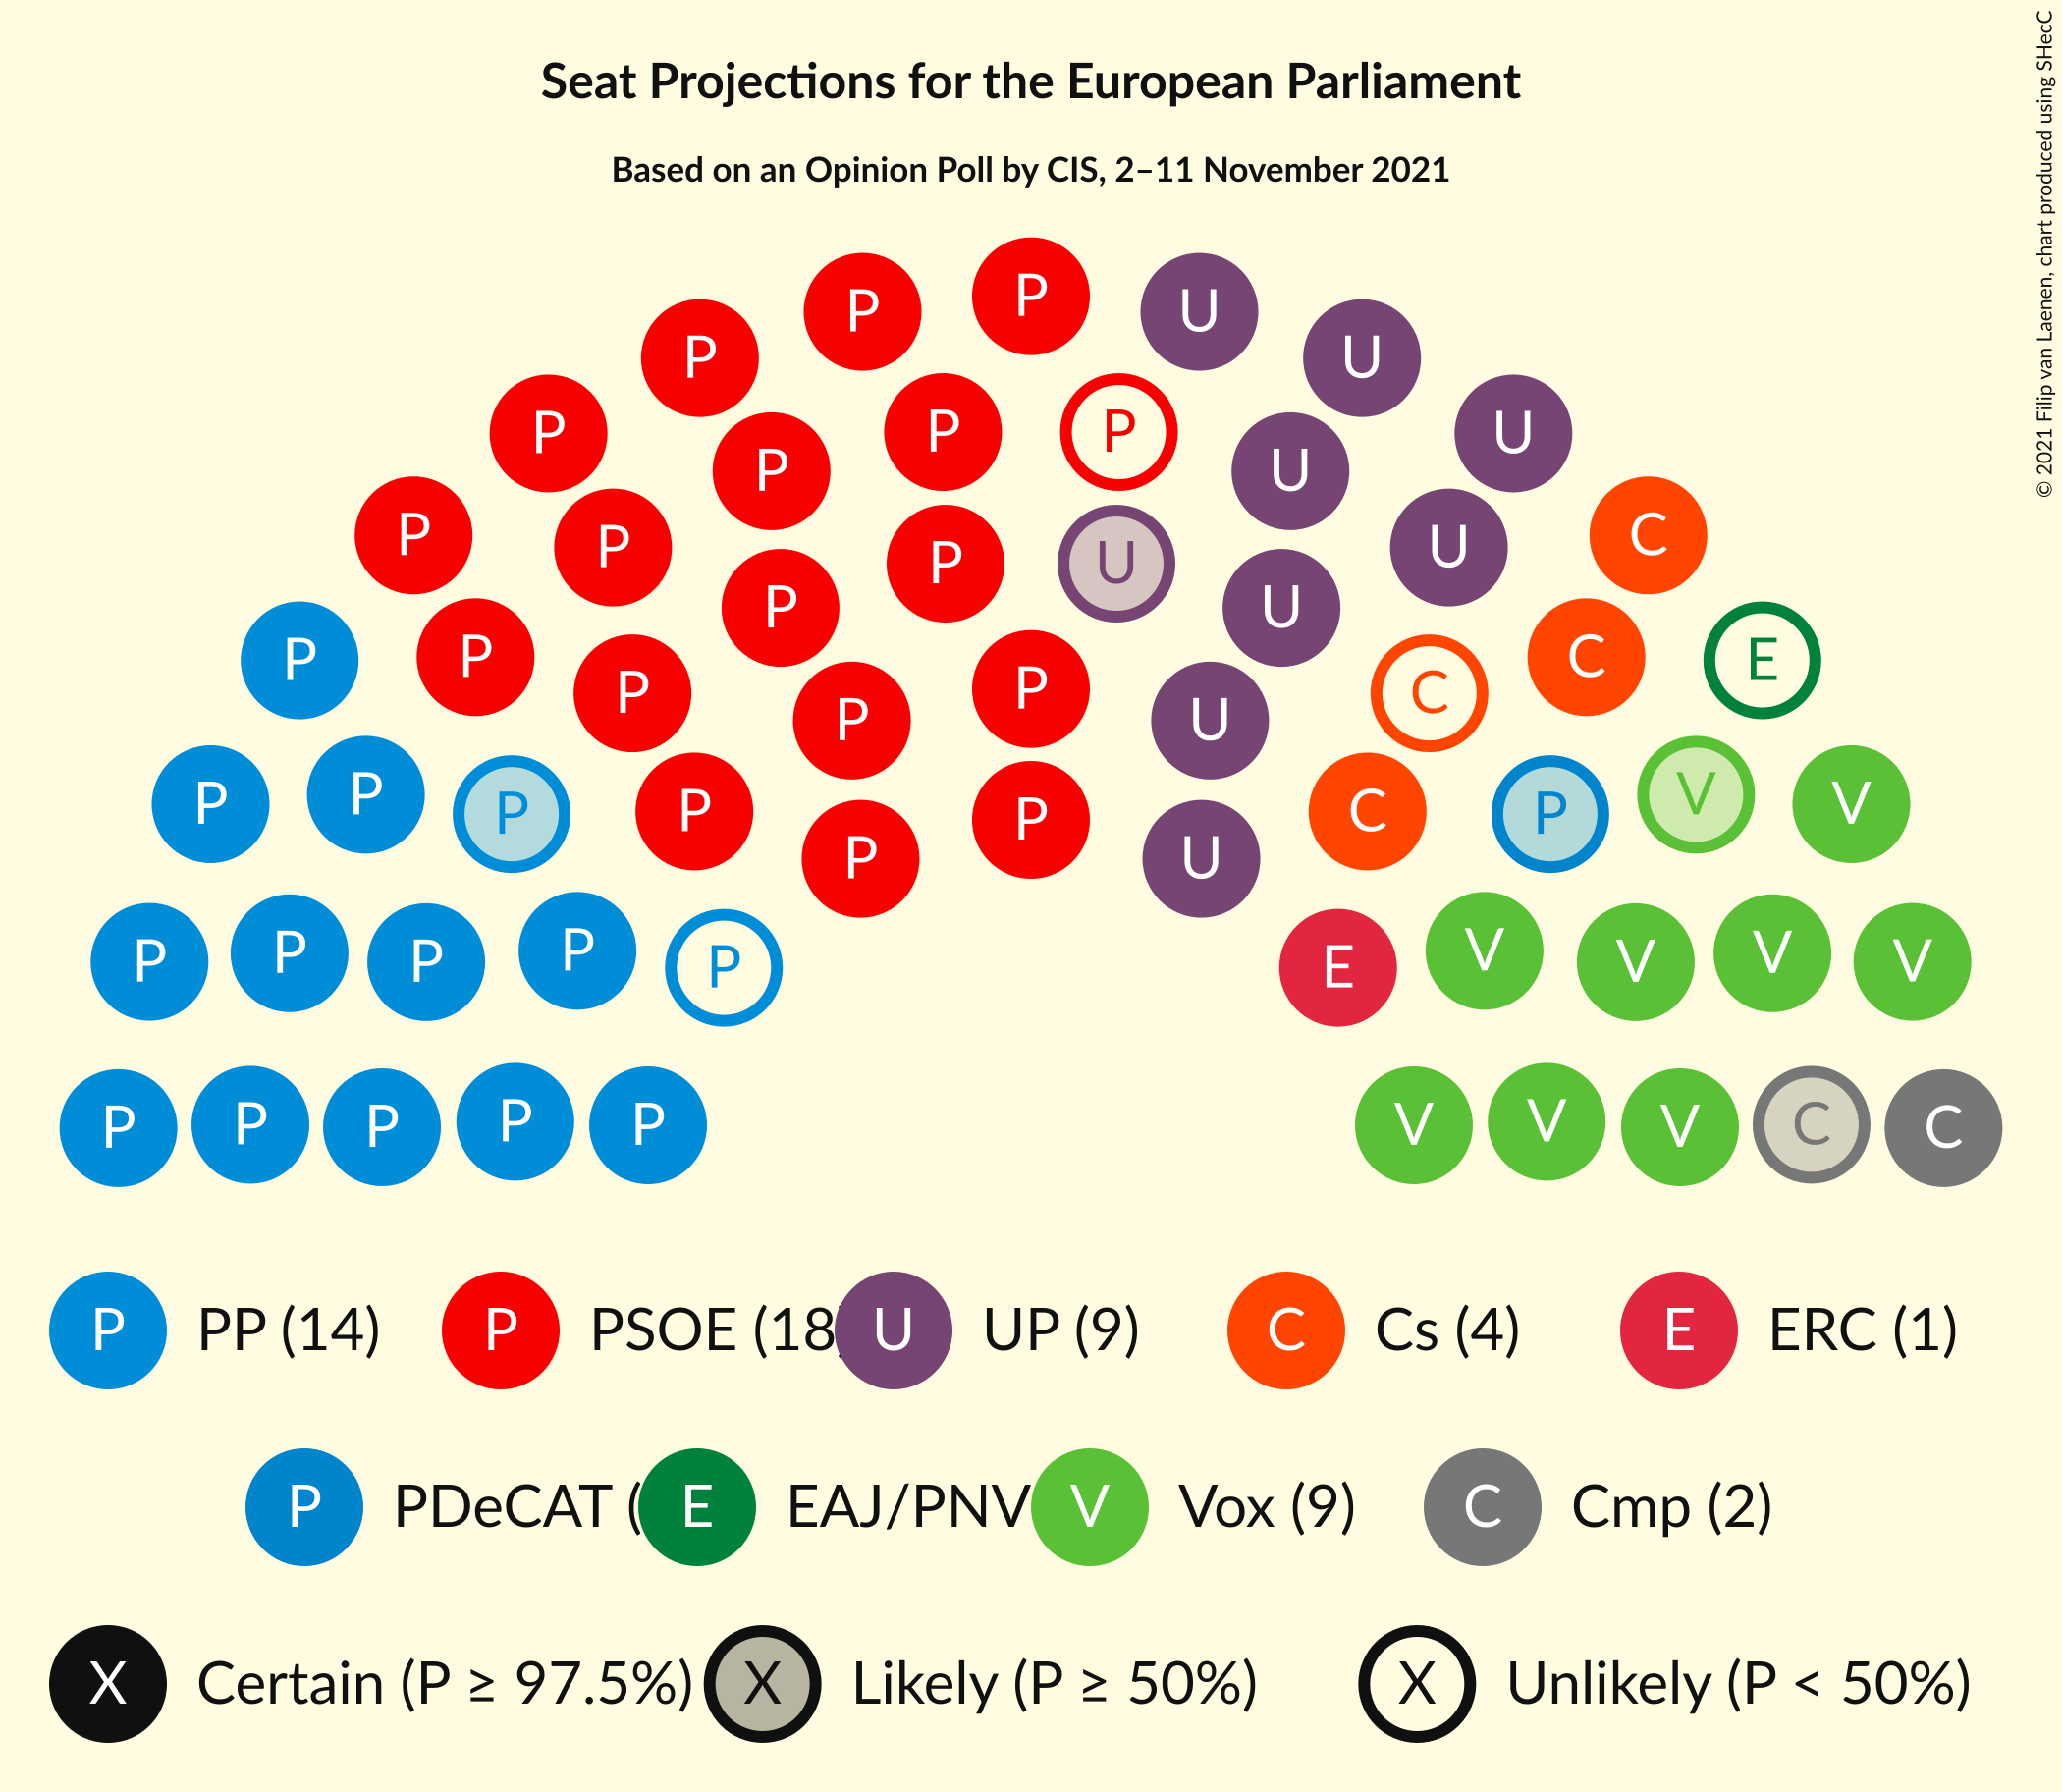 Seat Projections for the European Parliament
Based on an Opinion Poll by CIS, 2–11 November 2021
© 2021 Filip van Laenen, chart produced using SHecC
P
P U
P U
P P P U
P U
P P U C
P U
P U
P P C E
P P C
P U
P P P P P C P V V
P U
P P P P P E V V V V
P P P P P V V V C C
P PP (14) P PSOE (18 U UP (9) C Cs (4) E ERC (1)
P PDeCAT ( E EAJ/PNV V Vox (9) C Cmp (2)
X Certain (P ≥ 97.5%) X Likely (P ≥ 50%) X Unlikely (P < 50%)